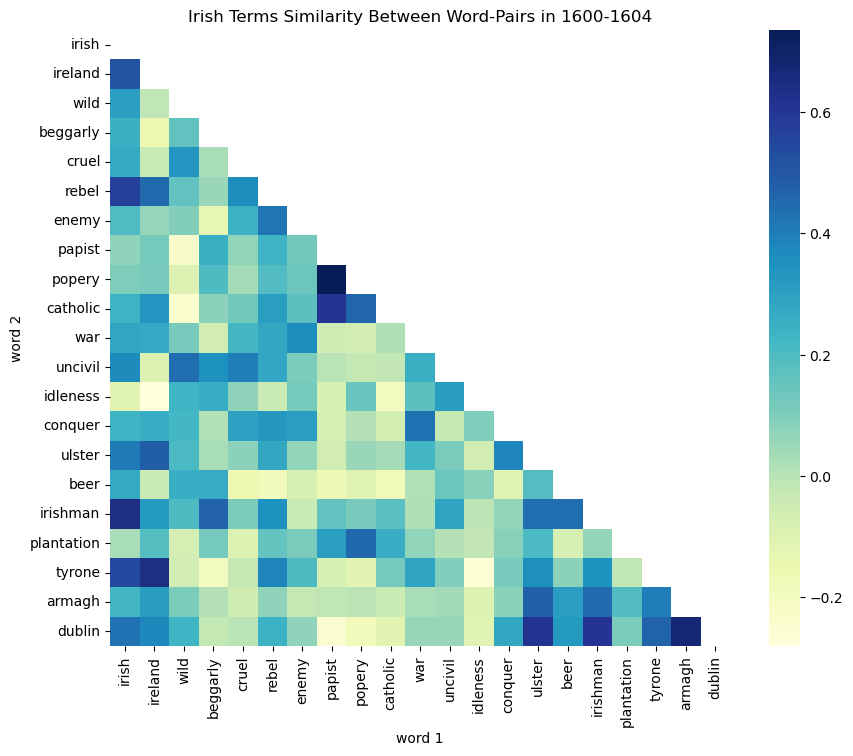 Irish Terms Similarity Between Word-Pairs in 1600-1604
irish
ireland
wild
beggarly
cruel
rebel
enemy
papist
popery
catholic
war
uncivil
idleness
conquer
ulster
beer
irishman
plantation
tyrone
armagh
dublin
word 2
irish
ireland
wild
beggarly
cruel
rebel
enemy
papist
popery
catholic
war
uncivil
idleness
conquer
ulster
beer
irishman
plantation
tyrone
armagh
dublin
word 1
0.6
0.4
0.2
0.0
−0.2